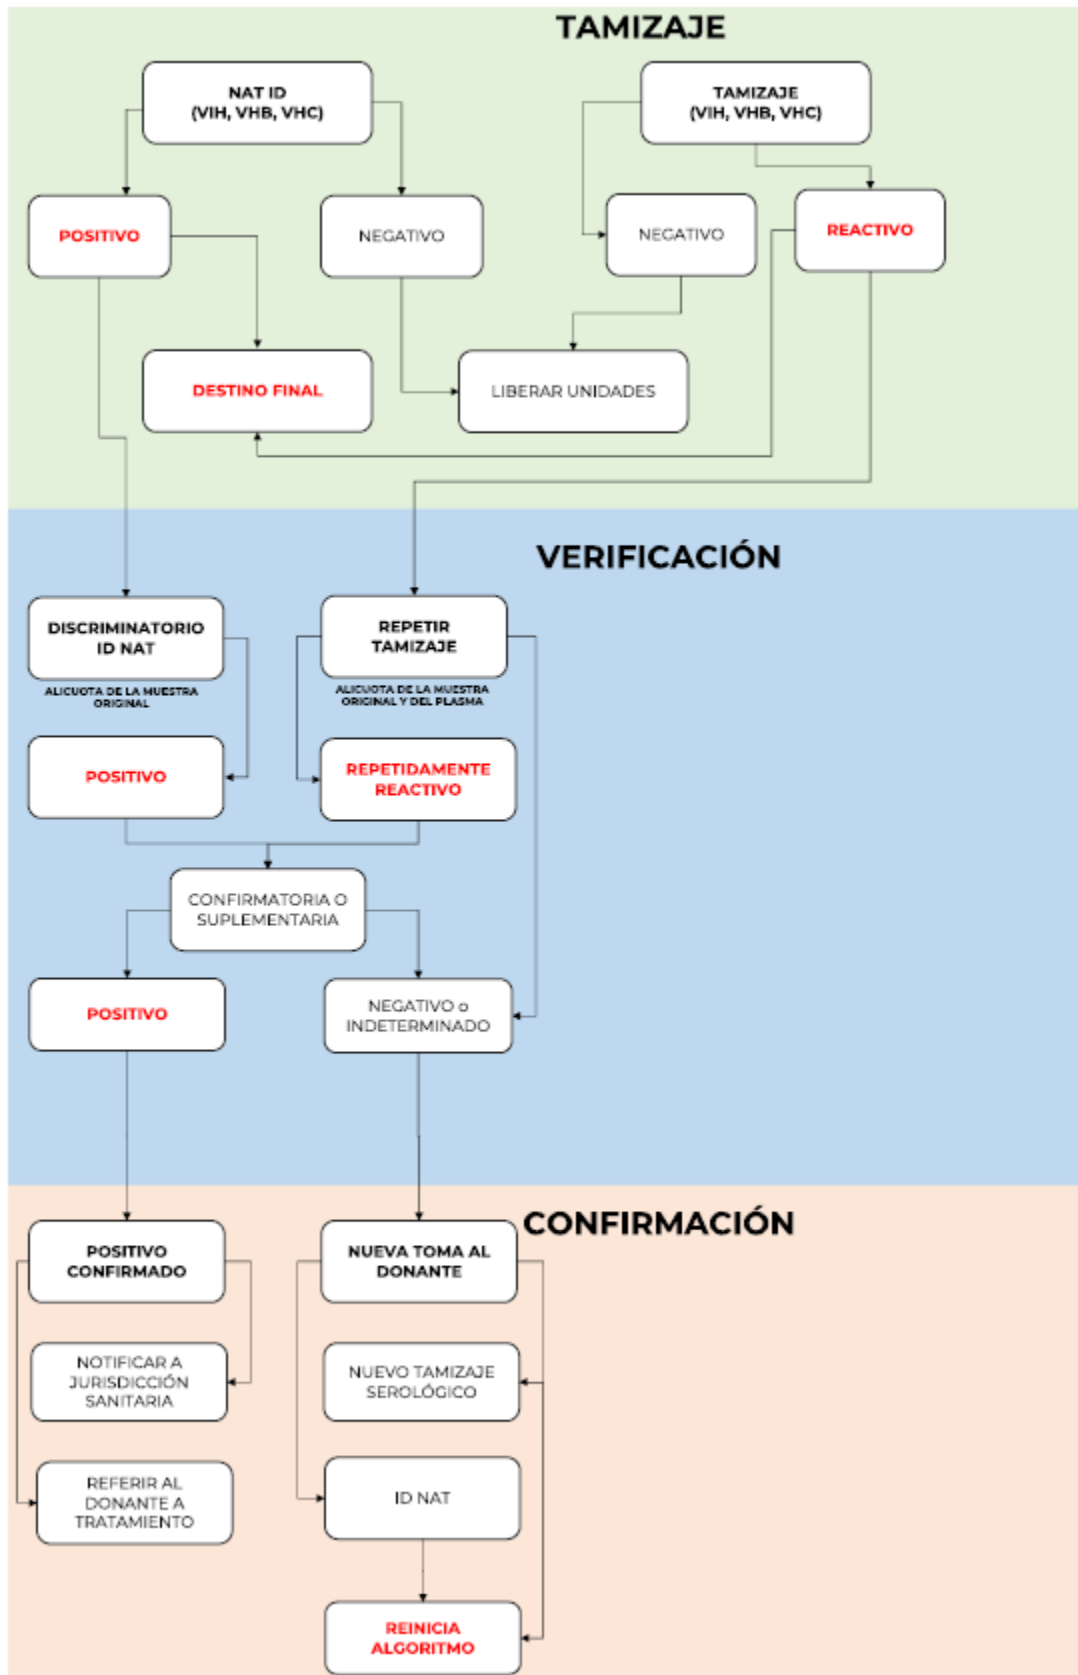 TAMIZAJE
NAT ID
(VIH, VHB, VHC)
TAMIZAJE
(VIH, VHB, VHC)
POSITIVO
NEGATIVO
NEGATIVO
REACTIVO
DESTINO FINAL
LIBERAR UNIDADES
VERIFICACIÓN
DISCRIMINATORIO
ID NAT
REPETIR
TAMIZAJE
ALICUOTA DE LA MUESTRA
ORIGINAL
ALICUOTA DE LA MUESTRA
ORIGINAL Y DEL PLASMA
POSITIVO
REPETIDAMENTE
REACTIVO
CONFIRMATORIA O
SUPLEMENTARIA
POSITIVO
NEGATIVO o
INDETERMINADO
CONFIRMACIÓN
POSITIVO
CONFIRMADO
NUEVA TOMA AL
DONANTE
NOTIFICAR A
JURISDICCIÓN
SANITARIA
NUEVO TAMIZAJE
SEROLÓGICO
REFERIR AL
DONANTE A
TRATAMIENTO
ID NAT
REINICIA
ALGORITMO